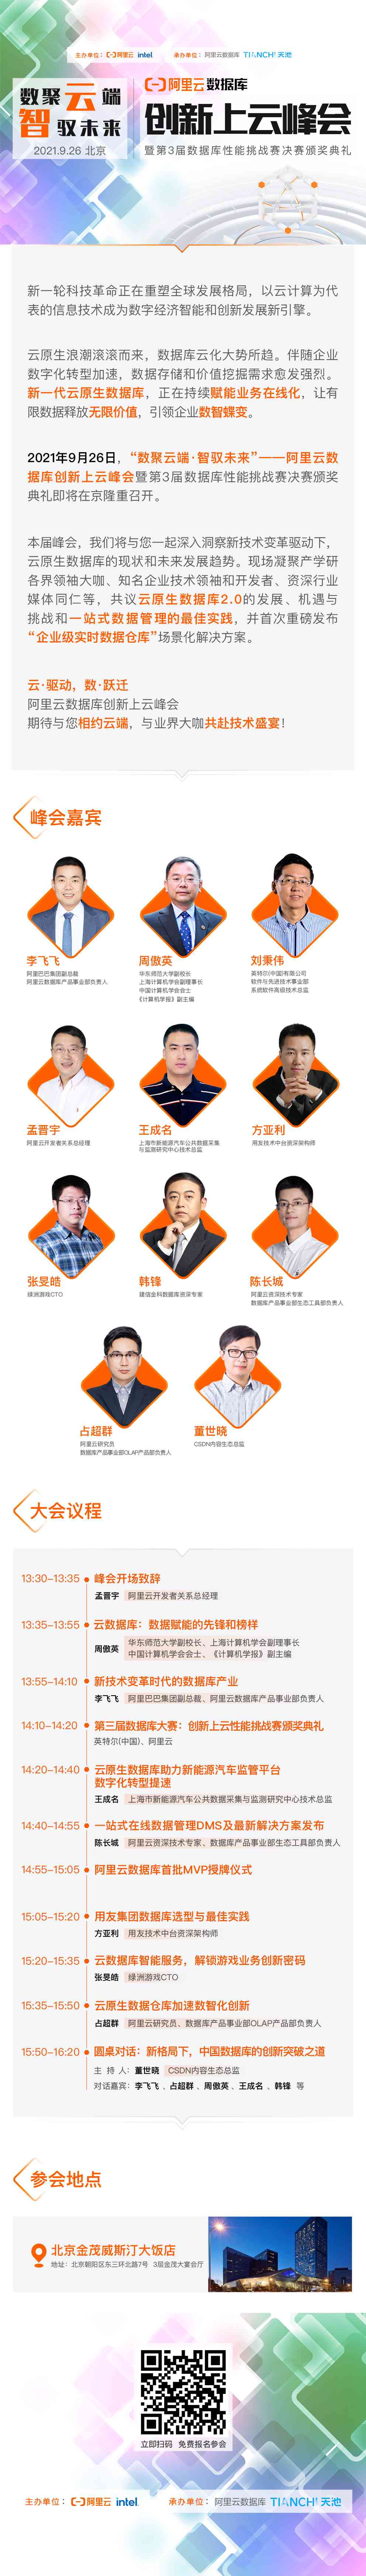 主办单位： 阿里云 intel 承办单位： 阿里云数据库 TIANCHI 天池
数聚云端
智驭未来
2021.9.26 北京
阿里云数据库
创新上云峰会
暨第3届数据库性能挑战赛决赛颁奖典礼
新一轮科技革命正在重塑全球发展格局，以云计算为代
表的信息技术成为数字经济智能和创新发展新引擎。
云原生浪潮滚滚而来，数据库云化大势所趋。伴随企业
数字化转型加速，数据存储和价值挖掘需求愈发强烈。
新一代云原生数据库，正在持续赋能业务在线化，让有
限数据释放无限价值，引领企业数智蝶变。
2021年9月26日，“数聚云端·智驭未来”——阿里云数
据库创新上云峰会暨第3届数据库性能挑战赛决赛颁奖
典礼即将在京隆重召开。
本届峰会，我们将与您一起深入洞察新技术变革驱动下，
云原生数据库的现状和未来发展趋势。现场凝聚产学研
各界领袖大咖、知名企业技术领袖和开发者、资深行业
媒体同仁等，共议云原生数据库2.0的发展、机遇与
挑战和一站式数据管理的最佳实践，并首次重磅发布
“企业级实时数据仓库”场景化解决方案。
云·驱动，数·跃迁
阿里云数据库创新上云峰会
期待与您相约云端，与业界大咖共赴技术盛宴！
峰会嘉宾
李飞飞
阿里巴巴集团副总裁
阿里云数据库产品事业部负责人
周傲英
华东师范大学副校长
上海计算机学会副理事长
中国计算机学会会士
《计算机学报》副主编
刘秉伟
英特尔(中国)有限公司
软件与先进技术事业部
系统软件高级技术总监
孟晋宇
阿里云开发者关系总经理
王成名
上海市新能源汽车公共数据采集
与监测研究中心技术总监
方亚利
用友技术中台资深架构师
张旻皓
绿洲游戏CTO
韩锋
建信金科数据库资深专家
陈长城
阿里云资深技术专家
数据库产品事业部生态工具部负责人
占超群
阿里云研究员
数据库产品事业部OLAP产品部负责人
董世晓
CSDN内容生态总监
大会议程
13:30-13:35 峰会开场致辞
孟晋宇 阿里云开发者关系总经理
13:35-13:55 云数据库：数据赋能的先锋和榜样
周傲英 华东师范大学副校长、上海计算机学会副理事长
中国计算机学会会士、《计算机学报》副主编
13:55-14:10 新技术变革时代的数据库产业
李飞飞 阿里巴巴集团副总裁、阿里云数据库产品事业部负责人
14:10-14:20 第三届数据库大赛：创新上云性能挑战赛颁奖典礼
英特尔(中国)、阿里云
14:20-14:40 云原生数据库助力新能源汽车监管平台
数字化转型提速
王成名 上海市新能源汽车公共数据采集与监测研究中心技术总监
14:40-14:55 一站式在线数据管理DMS及最新解决方案发布
陈长城 阿里云资深技术专家、数据库产品事业部生态工具部负责人
14:55-15:05 阿里云数据库首批MVP授牌仪式
15:05-15:20 用友集团数据库选型与最佳实践
方亚利 用友技术中台资深架构师
15:20-15:35 云数据库智能服务，解锁游戏业务创新密码
张旻皓 绿洲游戏CTO
15:35-15:50 云原生数据仓库加速数智化创新
占超群 阿里云研究员、数据库产品事业部OLAP产品部负责人
15:50-16:20 圆桌对话：新格局下，中国数据库的创新突破之道
主 持 人：董世晓 CSDN内容生态总监
对话嘉宾：李飞飞 、占超群 、周傲英 、王成名 、韩锋 等
参会地点
北京金茂威斯汀大饭店
地址：北京朝阳区东三环北路7号 3层金茂大宴会厅
立即扫码 免费报名参会
主办单位： 阿里云 intel 承办单位： 阿里云数据库 TIANCHI 天池